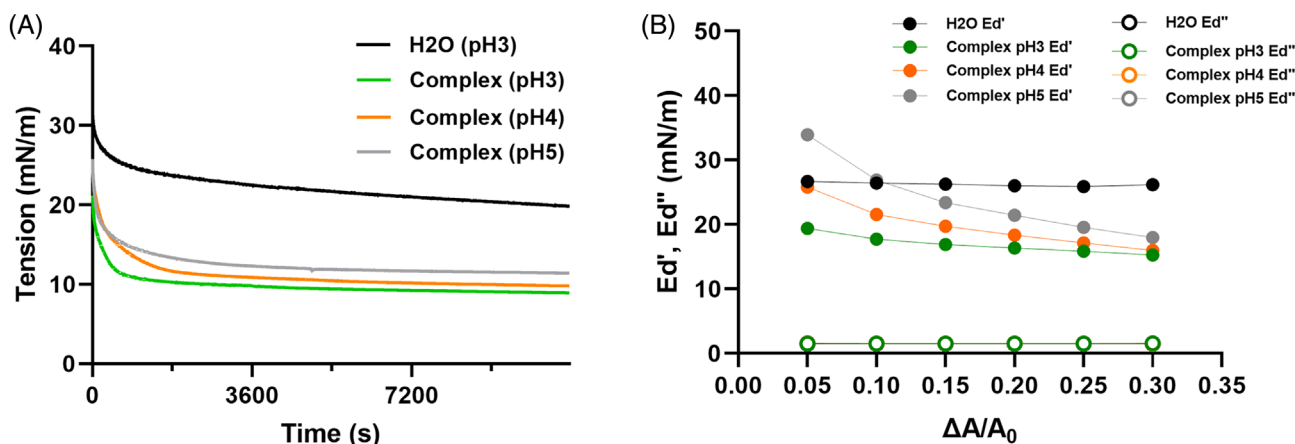 (A)
Tension (mN/m)
40
30
20
10
0
0
3600
7200
Time (s)
H2O (pH3)
Complex (pH3)
Complex (pH4)
Complex (pH5)
(B)
Ed', Ed" (mN/m)
50
40
30
20
10
0
0.00
0.05
0.10
0.15
0.20
0.25
0.30
0.35
ΔA/A₀
H2O Ed'
Complex pH3 Ed'
Complex pH4 Ed'
Complex pH5 Ed'
H2O Ed"
Complex pH3 Ed"
Complex pH4 Ed"
Complex pH5 Ed"